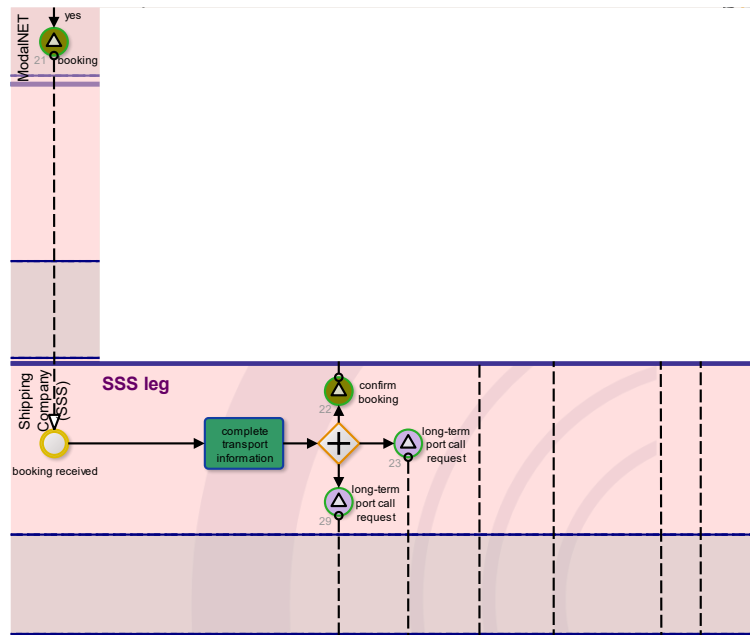 yes
ModalNET
21
booking
SSS leg
Shipping
Company
(SSS)
confirm
booking
22
complete
transport
information
long-term
port call
request
23
booking received
long-term
port call
request
29